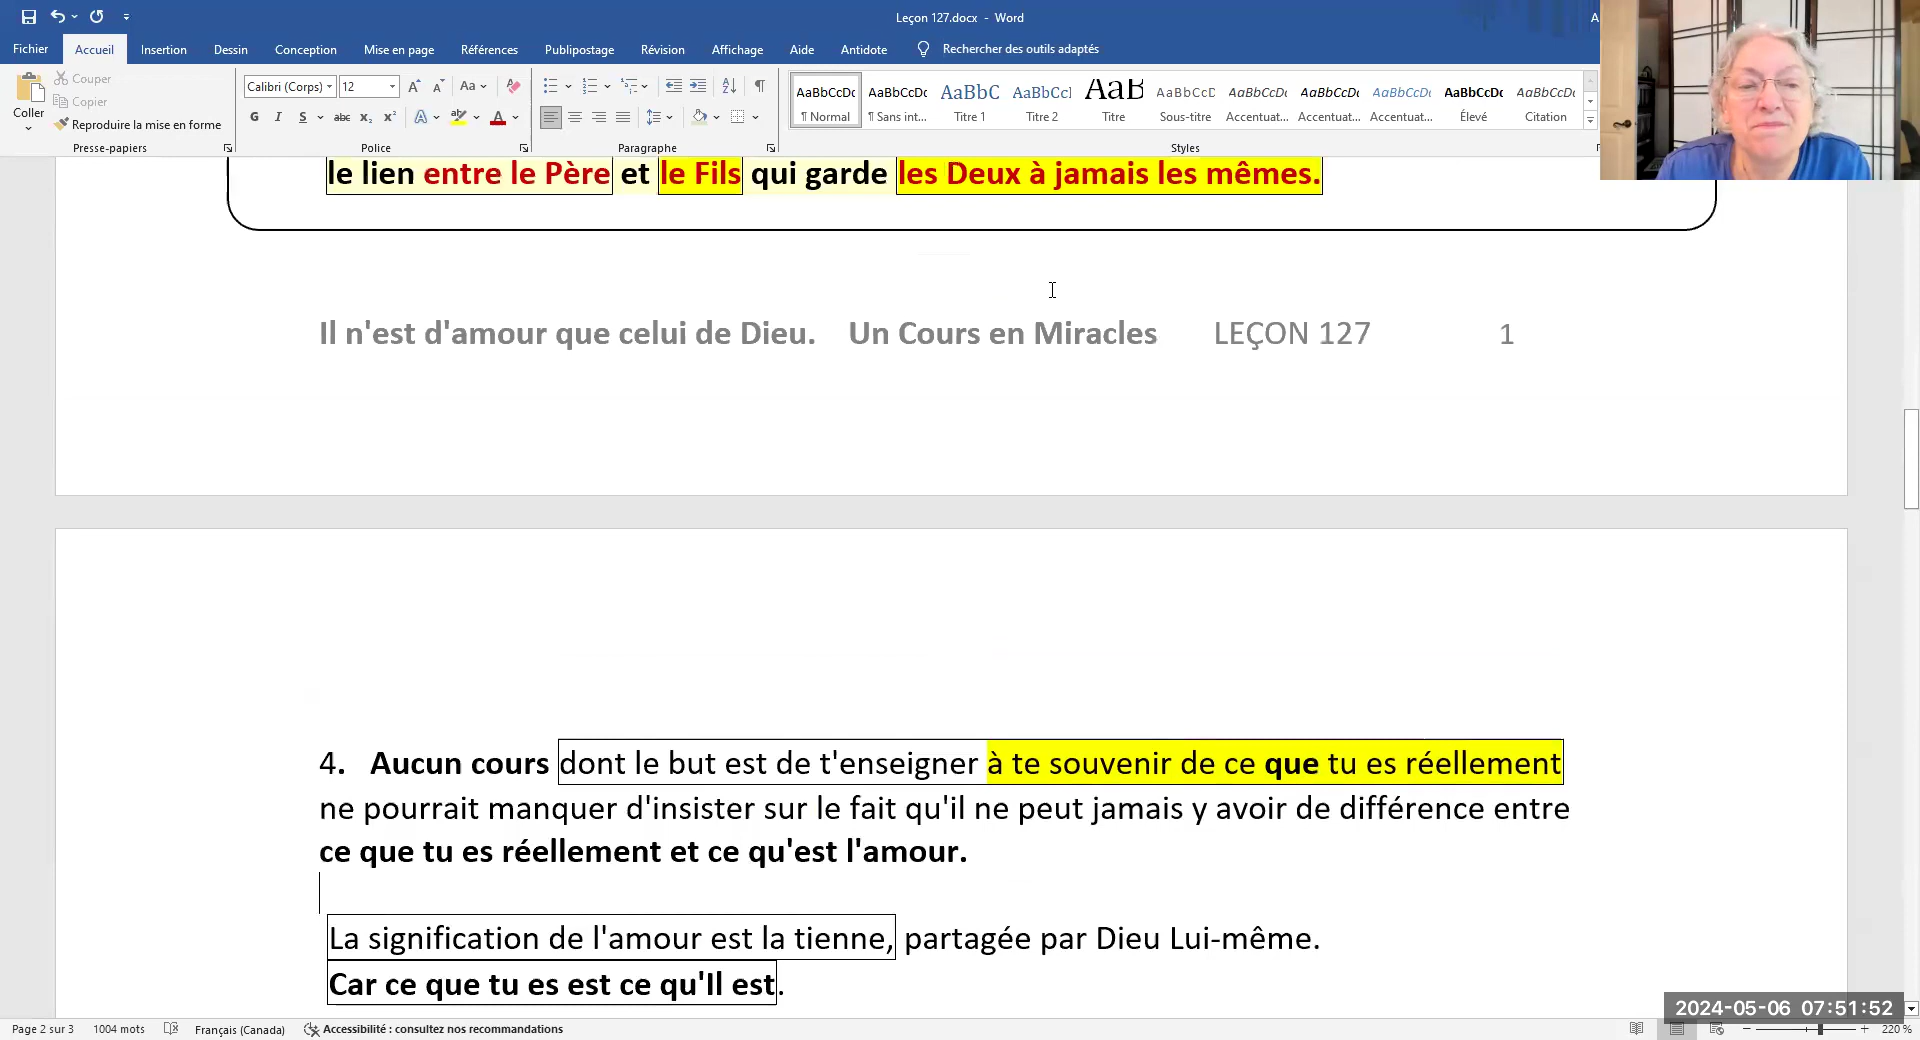 Leçon 127.docx - Word
A
Fichier Accueil Insertion Dessin Conception Mise en page Références Publipostage Révision Affichage Aide Antidote Rechercher des outils adaptés
Coller
Couper
Copier
Reproduire la mise en forme
Presse-papiers
Calibri (Corps) 12
Aa
G I S abc x₂ x² A A
Police
Paragraphe
AaBbCcDc AaBbCcDc AaBbC AaBbCcI AaB AaBbCcD AaBbCcDc AaBbCcDc AaBbCcDc AaBbCcDc AaBbCcDc
¶ Normal ¶ Sans int... Titre 1 Titre 2 Titre Sous-titre Accentuat... Accentuat... Accentuat... Élevé Citation
Styles
le lien entre le Père et le Fils qui garde les Deux à jamais les mêmes.
Il n'est d'amour que celui de Dieu. Un Cours en Miracles LEÇON 127 1
4. Aucun cours dont le but est de t'enseigner à te souvenir de ce que tu es réellement
ne pourrait manquer d'insister sur le fait qu'il ne peut jamais y avoir de différence entre
ce que tu es réellement et ce qu'est l'amour.
La signification de l'amour est la tienne, partagée par Dieu Lui-même.
Car ce que tu es est ce qu'Il est.
2024-05-06 07:51:52
Page 2 sur 3 1004 mots Français (Canada) Accessibilité : consultez nos recommandations 220 %